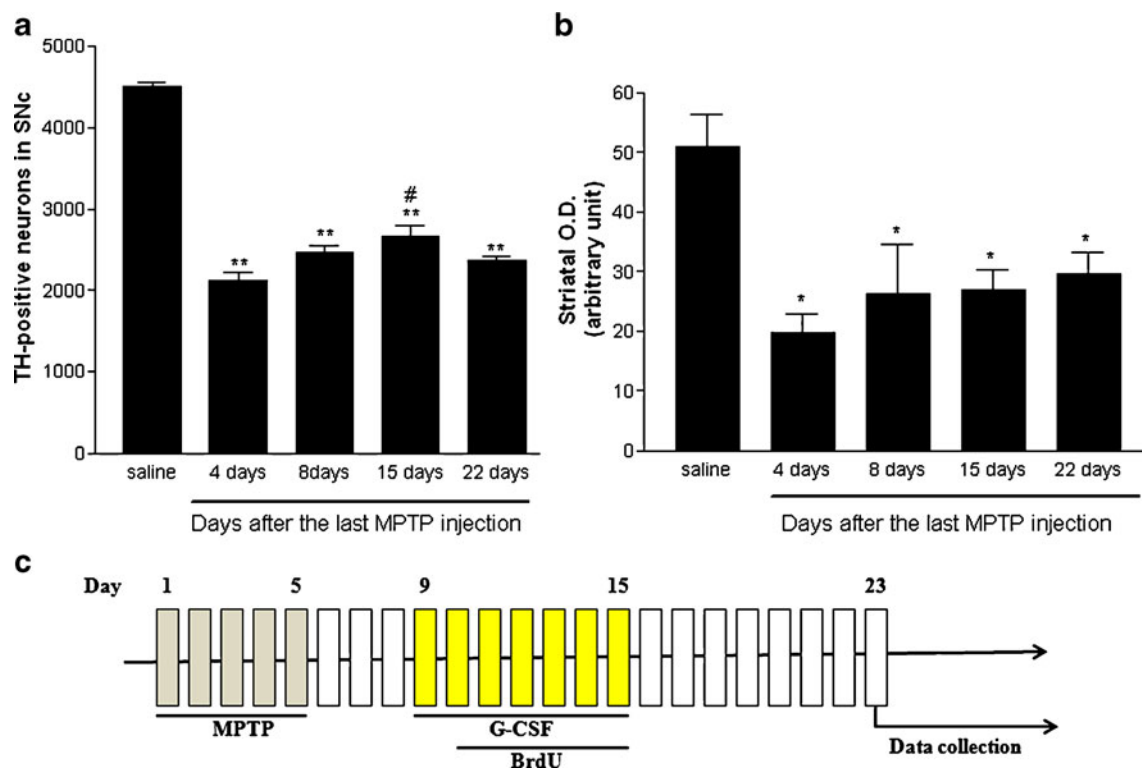 a
5000
4000
3000
2000
1000
0
TH-positive neurons in SNc
**
**
#
**
**
saline 4 days 8days 15 days 22 days
Days after the last MPTP injection
b
60
50
40
30
20
10
0
Striatal O.D.
(arbitrary unit)
*
*
*
*
saline 4 days 8 days 15 days 22 days
Days after the last MPTP injection
c
Day 1 5 9 15 23
MPTP G-CSF
BrdU
Data collection